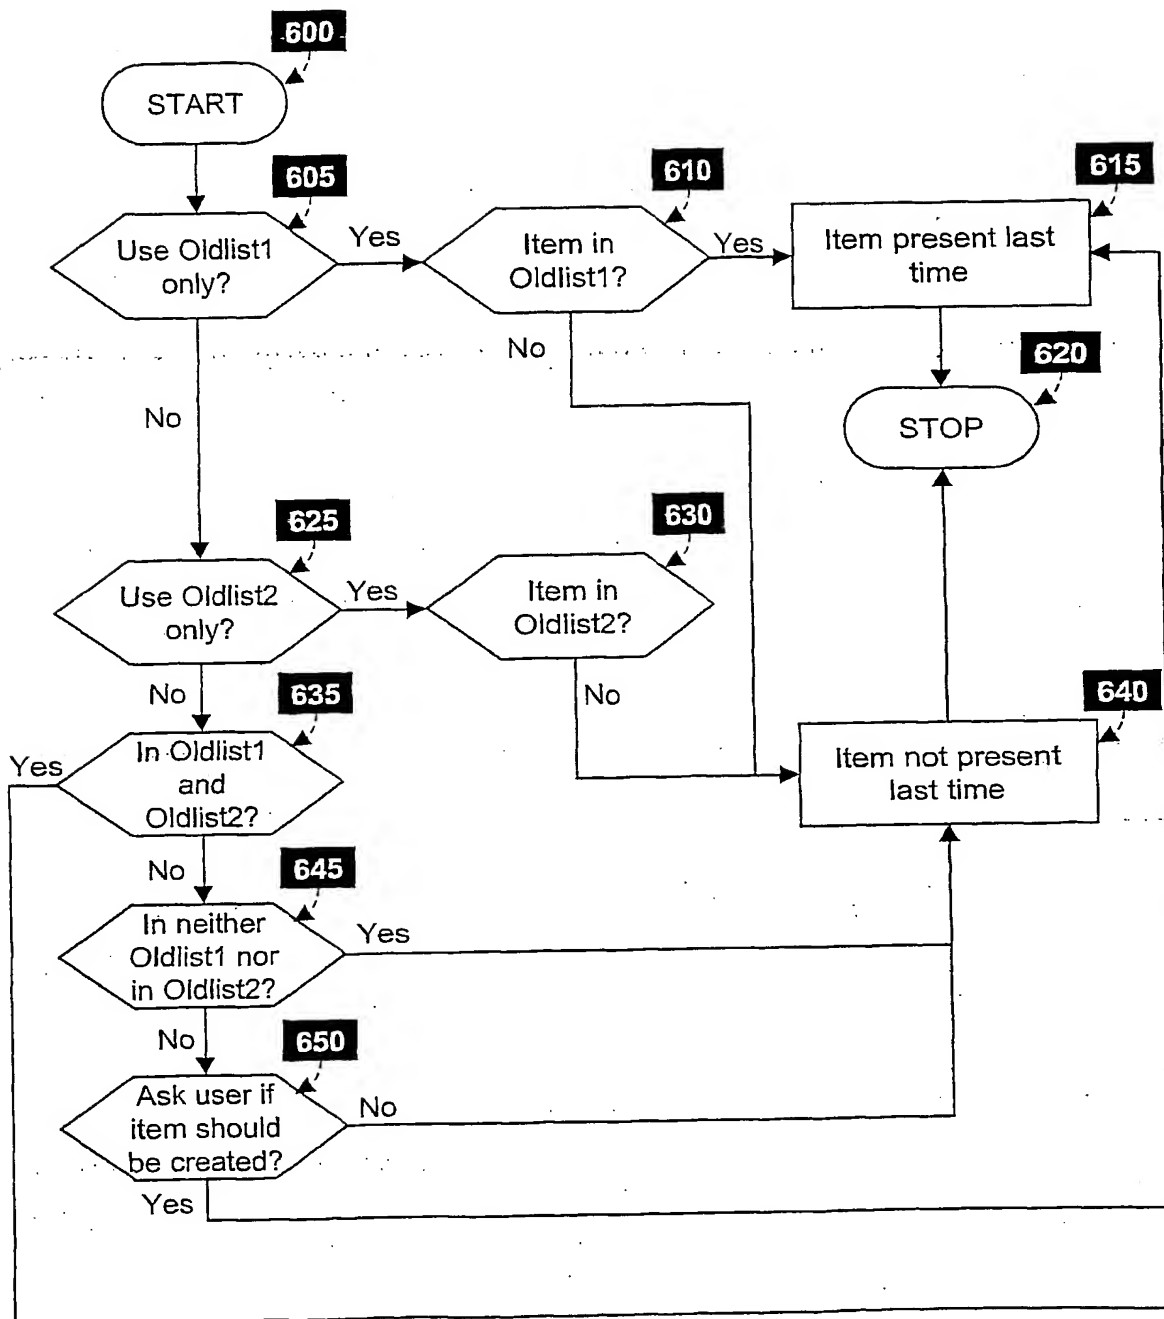 600
START
605
Use Oldlist1
only?
Yes
610
Item in
Oldlist1?
Yes
615
Item present last
time
No
No
620
STOP
625
Use Oldlist2
only?
Yes
630
Item in
Oldlist2?
No
No
635
In Oldlist1
and
Oldlist2?
Yes
640
Item not present
last time
No
645
In neither
Oldlist1 nor
in Oldlist2?
Yes
No
650
Ask user if
item should
be created?
No
Yes